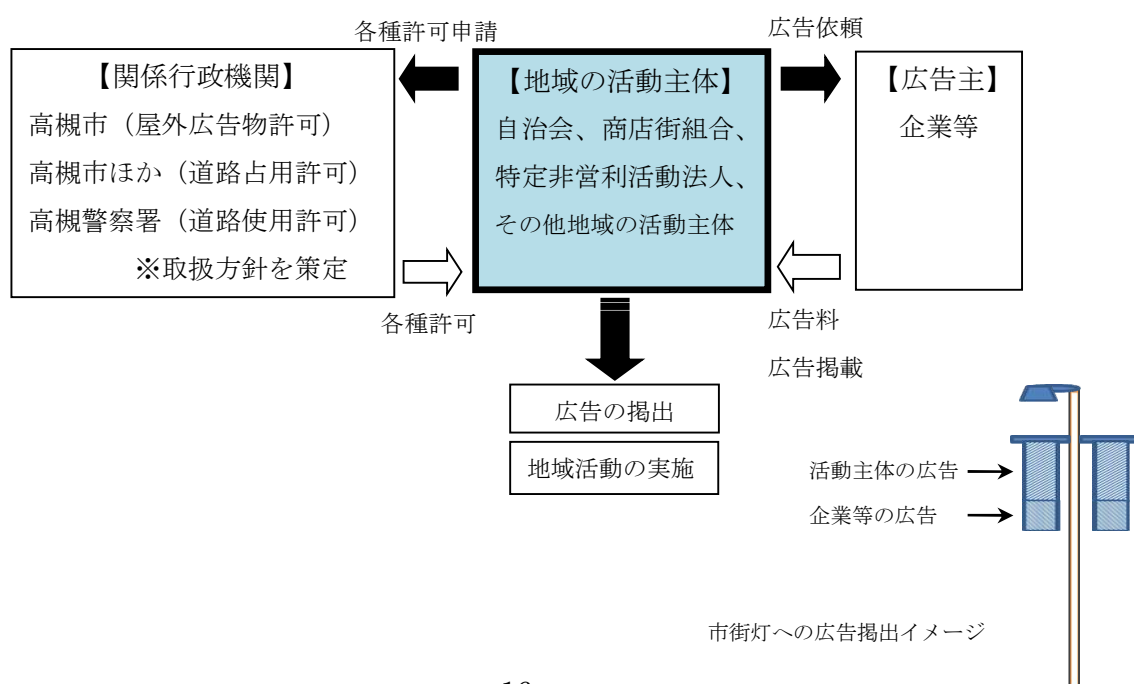 各種許可申請
広告依頼
【関係行政機関】
高槻市（屋外広告物許可）
高槻市ほか（道路占用許可）
高槻警察署（道路使用許可）
※取扱方針を策定
【地域の活動主体】
自治会、商店街組合、
特定非営利活動法人、
その他地域の活動主体
【広告主】
企業等
各種許可
広告料
広告掲載
広告の掲出
地域活動の実施
活動主体の広告
企業等の広告
市街灯への広告掲出イメージ